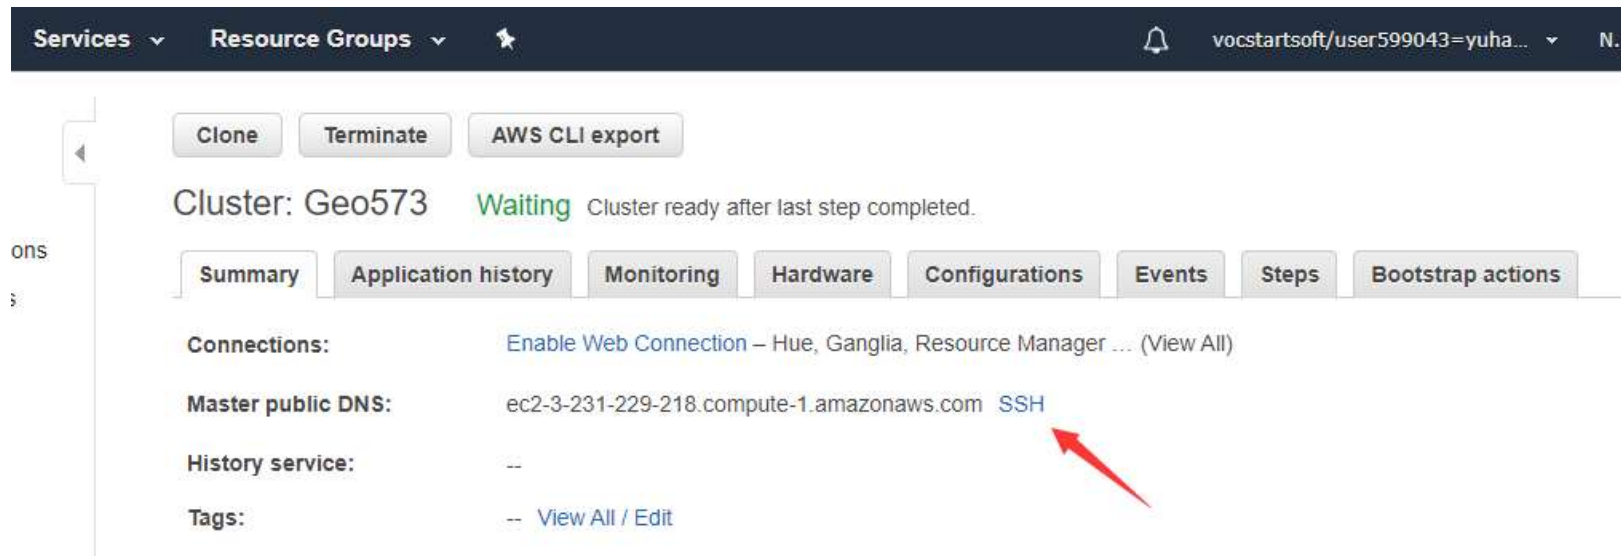 Services Resource Groups vocstartsoft/user599043=yuha... N.
Clone Terminate AWS CLI export
Cluster: Geo573 Waiting Cluster ready after last step completed.
ons
Summary Application history Monitoring Hardware Configurations Events Steps Bootstrap actions
s
Connections: Enable Web Connection – Hue, Ganglia, Resource Manager … (View All)
Master public DNS: ec2-3-231-229-218.compute-1.amazonaws.com SSH
History service: --
Tags: -- View All / Edit